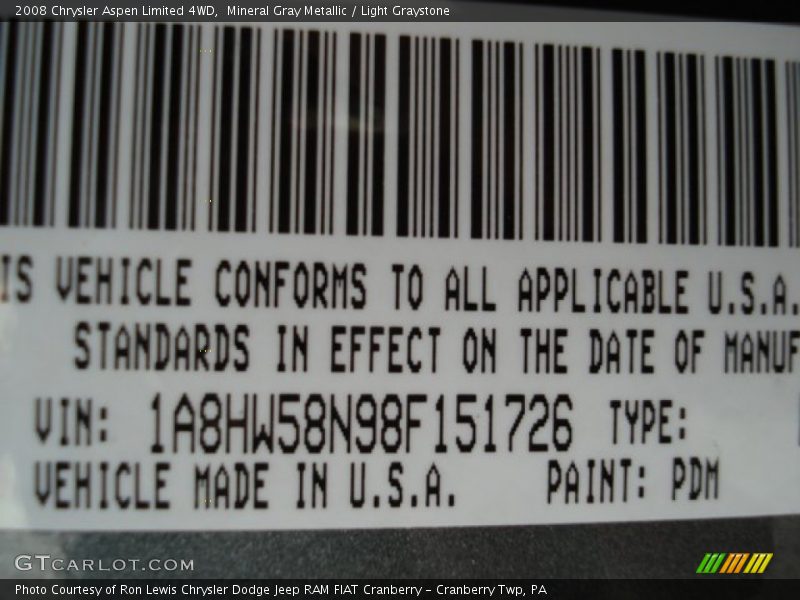 2008 Chrysler Aspen Limited 4WD,  Mineral Gray Metallic / Light Graystone
IS VEHICLE CONFORMS TO ALL APPLICABLE U.S.A.
STANDARDS IN EFFECT ON THE DATE OF MANUF
VIN: 1A8HW58N98F151726 TYPE:
VEHICLE MADE IN U.S.A. PAINT: PDM
GTCARLOT.COM
Photo Courtesy of Ron Lewis Chrysler Dodge Jeep RAM FIAT Cranberry – Cranberry Twp, PA